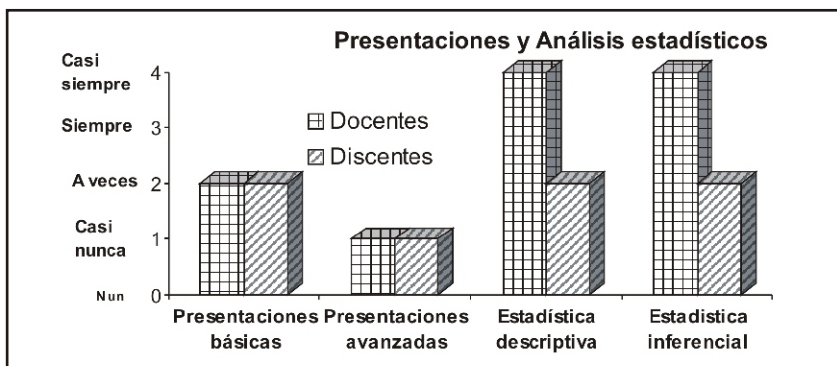 Presentaciones y Análisis estadísticos
Casi
siempre
4
Siempre
3
A veces
2
Casi
nunca
1
Nun
0
Docentes
Discentes
Presentaciones
básicas
Presentaciones
avanzadas
Estadística
descriptiva
Estadistica
inferencial